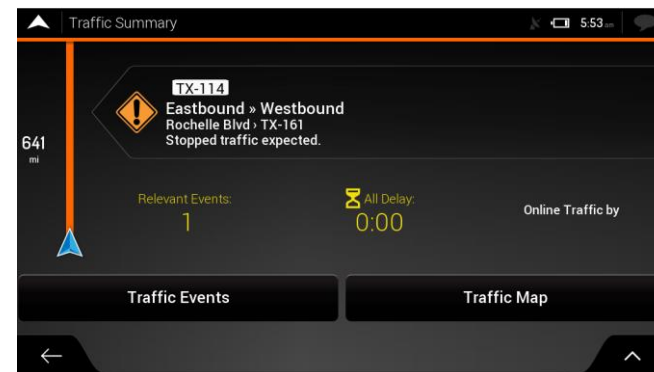 Traffic Summary
5:53 am
TX-114
Eastbound » Westbound
Rochelle Blvd › TX-161
Stopped traffic expected.
641
mi
Relevant Events:
1
All Delay:
0:00
Online Traffic by
Traffic Events
Traffic Map